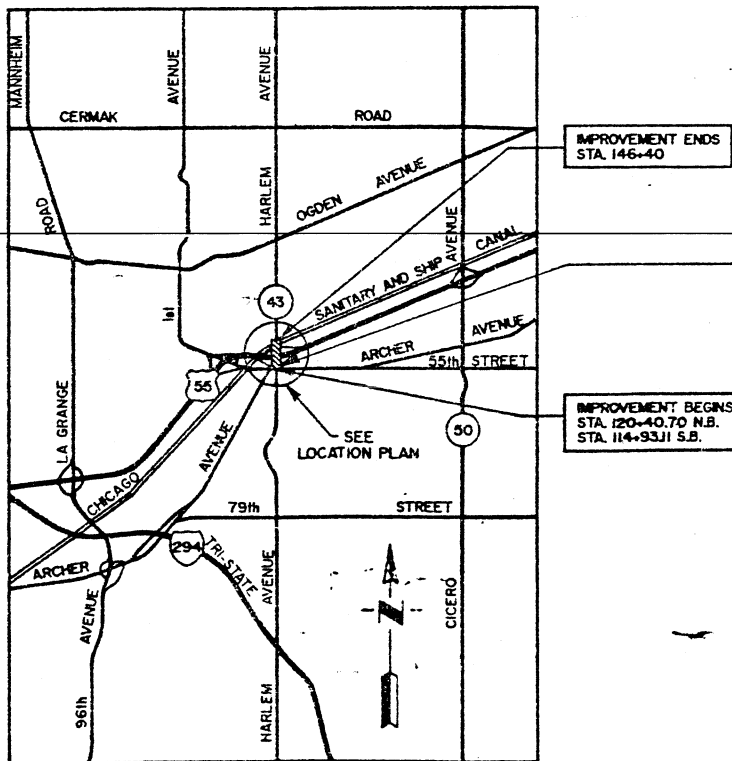 MANNHEIM
AVENUE
AVENUE
CERMAK ROAD
IMPROVEMENT ENDS
STA. 146+40
ROAD
HARLEM
OGDEN AVENUE
AVENUE
SANITARY AND SHIP CANAL
43
1st
ARCHER AVENUE
55th STREET
55
LA GRANGE
SEE
LOCATION PLAN
50
IMPROVEMENT BEGINS
STA. 120+40.70 N.B.
STA. 114+93.11 S.B.
AVENUE
CHICAGO
79th STREET
294
TRI-STATE
ARCHER
AVENUE
AVENUE
CICERO
N
96th
HARLEM